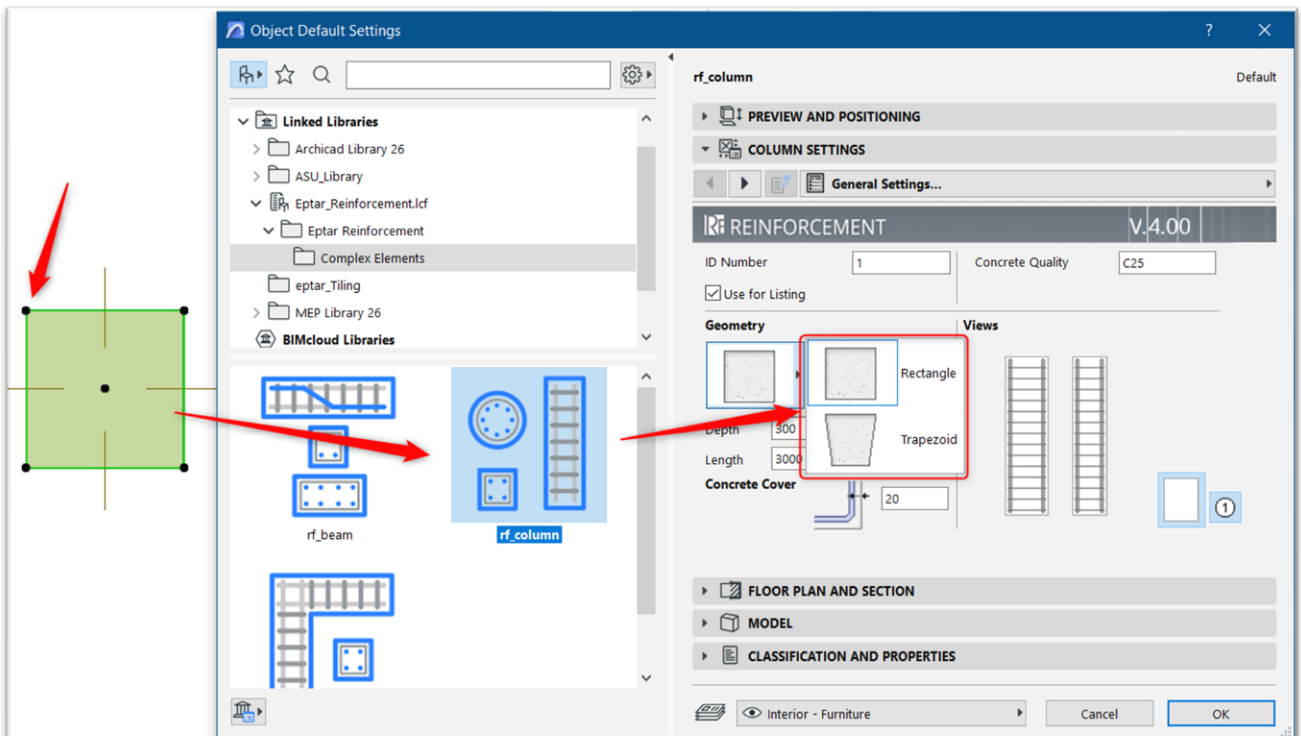 Object Default Settings
?
rf_column
Default
Linked Libraries
Archicad Library 26
ASU_Library
Eptar_Reinforcement.lcf
Eptar Reinforcement
Complex Elements
eptar_Tiling
MEP Library 26
BIMcloud Libraries
rf_beam
rf_column
PREVIEW AND POSITIONING
COLUMN SETTINGS
General Settings...
REINFORCEMENT
V.4.00
ID Number
1
Concrete Quality
C25
Use for Listing
Geometry
Views
Rectangle
Trapezoid
Depth
300
Length
3000
Concrete Cover
20
1
FLOOR PLAN AND SECTION
MODEL
CLASSIFICATION AND PROPERTIES
Interior - Furniture
Cancel
OK